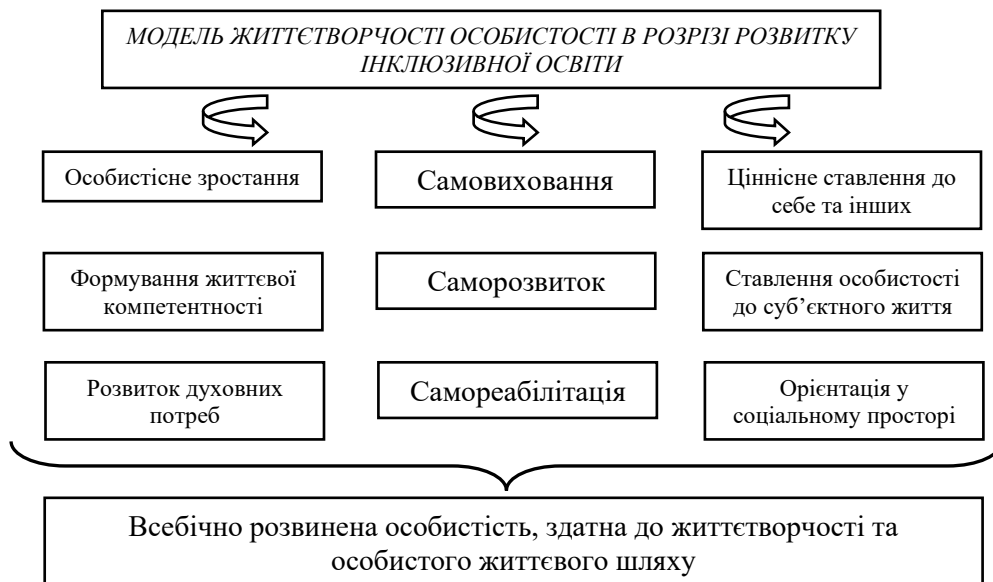 МОДЕЛЬ ЖИТТЄТВОРЧОСТІ ОСОБИСТОСТІ В РОЗРІЗІ РОЗВИТКУ
ІНКЛЮЗИВНОЇ ОСВІТИ
Особистісне зростання
Самовиховання
Ціннісне ставлення до
себе та інших
Формування життєвої
компетентності
Саморозвиток
Ставлення особистості
до суб’єктного життя
Розвиток духовних
потреб
Самореабілітація
Орієнтація у
соціальному просторі
Всебічно розвинена особистість, здатна до життєтворчості та
особистого життєвого шляху